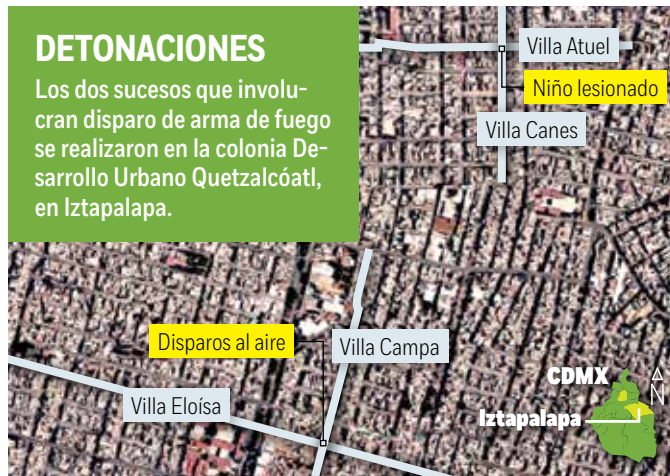 DETONACIONES
Los dos sucesos que involu-
cran disparo de arma de fuego
se realizaron en la colonia De-
sarrollo Urbano Quetzalcóatl,
en Iztapalapa.
Villa Atuel
Niño lesionado
Villa Canes
Disparos al aire
Villa Campa
Villa Eloísa
CDMX
N
Iztapalapa